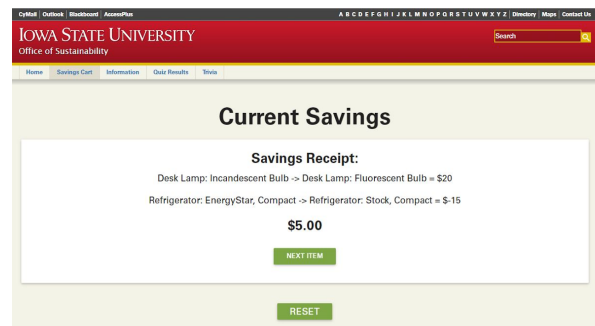 CyMail Outlook Blackboard AccessPlus A B C D E F G H I J K L M N O P Q R S T U V W X Y Z Directory Maps Contact Us
IOWA STATE UNIVERSITY
Office of Sustainability
Search
Home Savings Cart Information Quiz Results Trivia
Current Savings
Savings Receipt:
Desk Lamp: Incandescent Bulb -> Desk Lamp: Fluorescent Bulb = $20
Refrigerator: EnergyStar, Compact -> Refrigerator: Stock, Compact = $-15
$5.00
NEXT ITEM
RESET